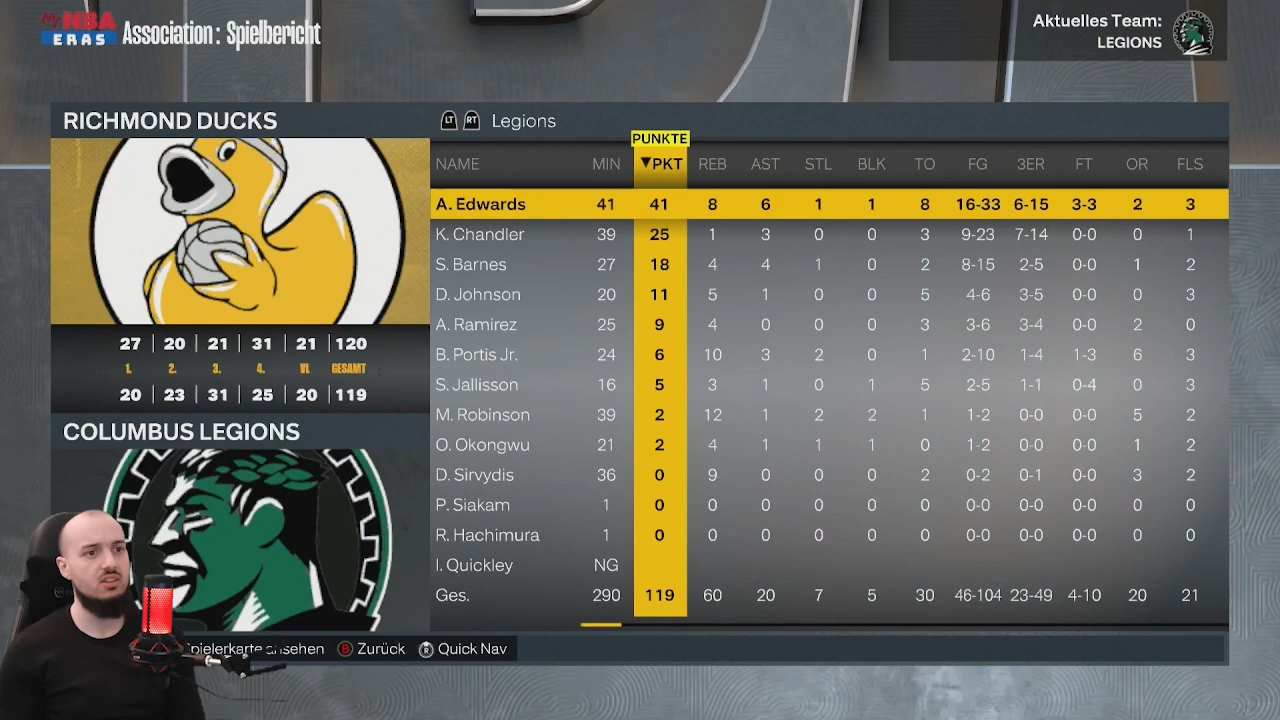 My NBA ERAS Association: Spielbericht
Aktuelles Team:
LEGIONS
RICHMOND DUCKS
27 20 21 31 21 120
1. 2. 3. 4. VL GESAMT
20 23 31 25 20 119
COLUMBUS LEGIONS
LT RT Legions
PUNKTE
NAME MIN ▼PKT REB AST STL BLK TO FG 3ER FT OR FLS
A. Edwards 41 41 8 6 1 1 8 16-33 6-15 3-3 2 3
K. Chandler 39 25 1 3 0 0 3 9-23 7-14 0-0 0 1
S. Barnes 27 18 4 4 1 0 2 8-15 2-5 0-0 1 2
D. Johnson 20 11 5 1 0 0 5 4-6 3-5 0-0 0 3
A. Ramirez 25 9 4 0 0 0 3 3-6 3-4 0-0 2 0
B. Portis Jr. 24 6 10 3 2 0 1 2-10 1-4 1-3 6 3
S. Jallisson 16 5 3 1 0 1 5 2-5 1-1 0-4 0 3
M. Robinson 39 2 12 1 2 2 1 1-2 0-0 0-0 5 2
O. Okongwu 21 2 4 1 1 1 0 1-2 0-0 0-0 1 2
D. Sirvydis 36 0 9 0 0 0 2 0-2 0-1 0-0 3 2
P. Siakam 1 0 0 0 0 0 0 0-0 0-0 0-0 0 0
R. Hachimura 1 0 0 0 0 0 0 0-0 0-0 0-0 0 0
I. Quickley NG
Ges. 290 119 60 20 7 5 30 46-104 23-49 4-10 20 21
pielerkarte ansehen B Zurück R Quick Nav